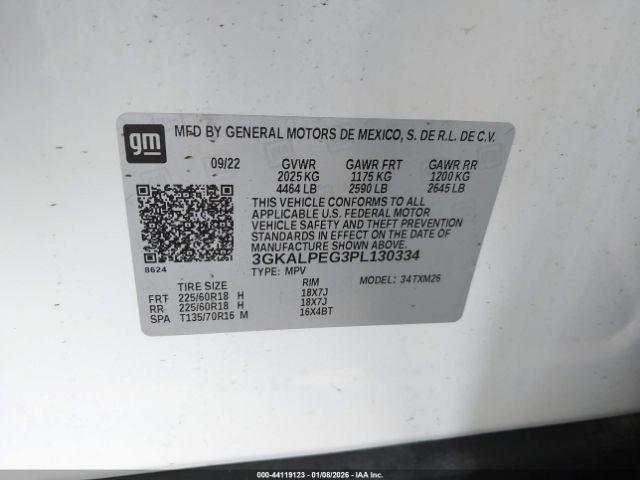 gm
MFD BY GENERAL MOTORS DE MEXICO, S. DE R.L. DE C.V.
09/22 GVWR GAWR FRT GAWR RR
2025 KG 1175 KG 1200 KG
4464 LB 2590 LB 2645 LB
THIS VEHICLE CONFORMS TO ALL
APPLICABLE U.S. FEDERAL MOTOR
VEHICLE SAFETY AND THEFT PREVENTION
STANDARDS IN EFFECT ON THE DATE OF
MANUFACTURE SHOWN ABOVE.
8624
3GKALPEG3PL130334
TYPE: MPV MODEL: 34TXM26
TIRE SIZE RIM
FRT 225/60R18 H 18X7J
RR 225/60R18 H 18X7J
SPA T135/70R16 M 16X4BT
000-44119123 - 01/08/2026 - IAA Inc.